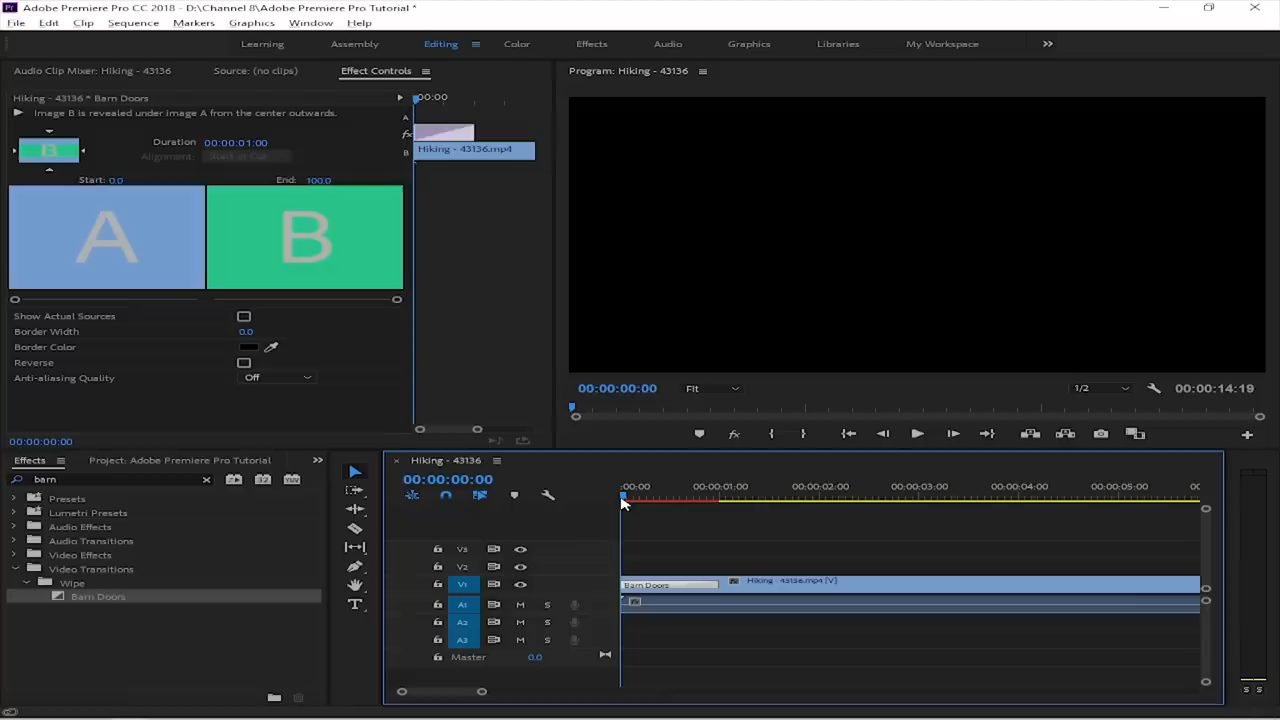 Pr Adobe Premiere Pro CC 2018 - D:\Channel 8\Adobe Premiere Pro Tutorial *
File Edit Clip Sequence Markers Graphics Window Help
Learning Assembly Editing Color Effects Audio Graphics Libraries My Workspace
Audio Clip Mixer: Hiking - 43136 Source: (no clips) Effect Controls
Program: Hiking - 43136
Hiking - 43136 * Barn Doors
:00:00
Image B is revealed under image A from the center outwards.
A
fx
B
B
Duration 00:00:01:00
Alignment: Start at Cut
Hiking - 43136.mp4
Start: 0.0 End: 100.0
A B
Show Actual Sources
Border Width 0.0
Border Color
Reverse
Anti-aliasing Quality Off
00:00:00:00 Fit 1/2 00:00:14:19
00:00:00:00
Effects Project: Adobe Premiere Pro Tutorial
barn
Presets
Lumetri Presets
Audio Effects
Audio Transitions
Video Effects
Video Transitions
Wipe
Barn Doors
× Hiking - 43136
00:00:00:00
:00:00 00:00:01:00 00:00:02:00 00:00:03:00 00:00:04:00 00:00:05:00 00
V3
V2
V1 Barn Doors Hiking - 43136.mp4 [V]
A1 M S
A2 M S
A3 M S
Master 0.0
S S